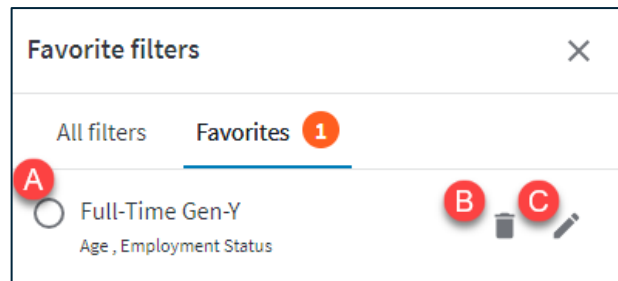 Favorite filters
All filters Favorites 1
A
Full-Time Gen-Y B C
Age , Employment Status